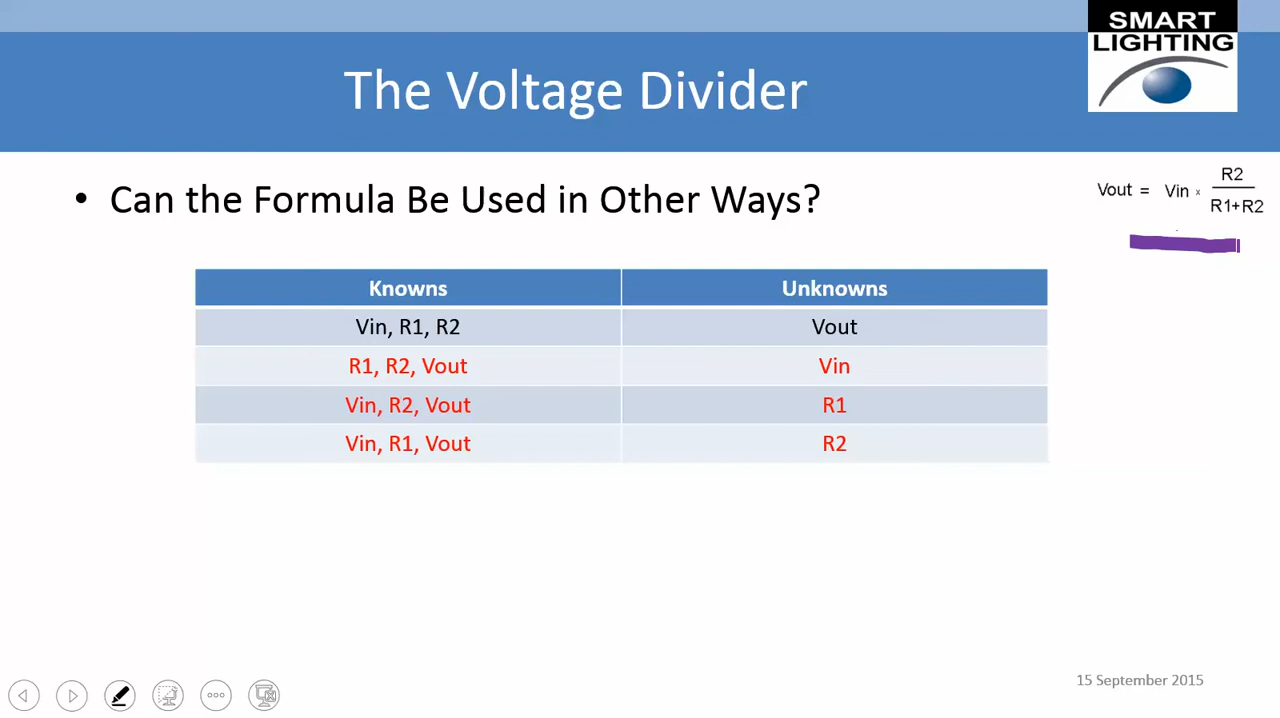 SMART
LIGHTING
The Voltage Divider
• Can the Formula Be Used in Other Ways?
Vout = Vin × R2
R1+R2
Knowns Unknowns
Vin, R1, R2 Vout
R1, R2, Vout Vin
Vin, R2, Vout R1
Vin, R1, Vout R2
15 September 2015